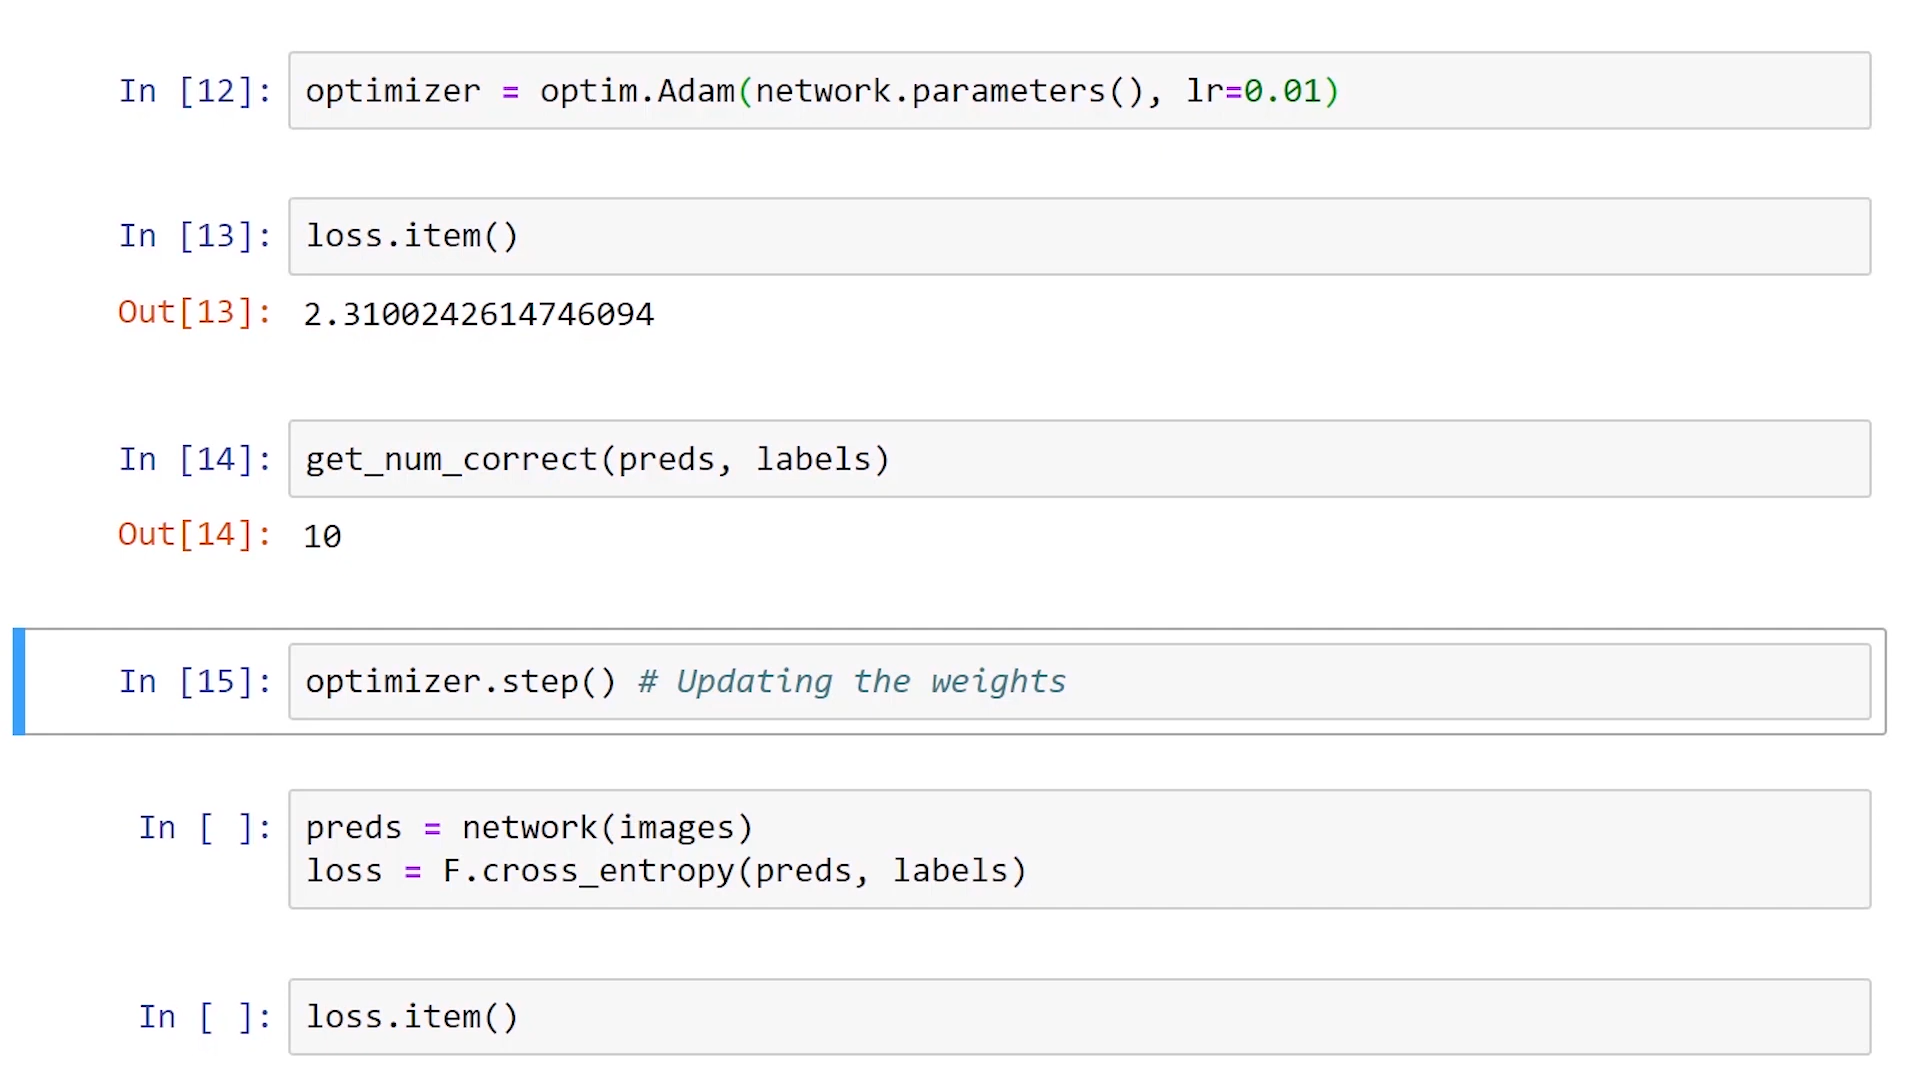 In [12]: optimizer = optim.Adam(network.parameters(), lr=0.01)
In [13]: loss.item()
Out[13]: 2.3100242614746094
In [14]: get_num_correct(preds, labels)
Out[14]: 10
In [15]: optimizer.step() # Updating the weights
In [ ]: preds = network(images)
loss = F.cross_entropy(preds, labels)
In [ ]: loss.item()